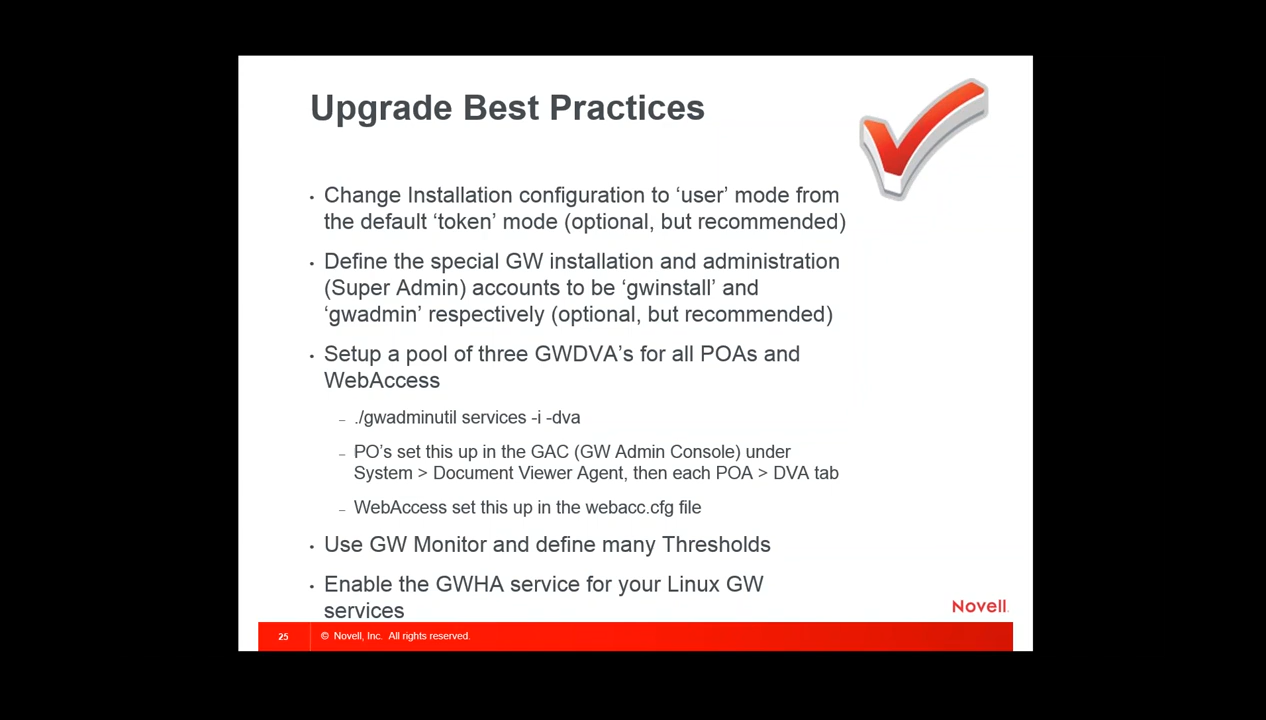 Upgrade Best Practices
• Change Installation configuration to ‘user’ mode from
the default ‘token’ mode (optional, but recommended)
• Define the special GW installation and administration
(Super Admin) accounts to be ‘gwinstall’ and
‘gwadmin’ respectively (optional, but recommended)
• Setup a pool of three GWDVA’s for all POAs and
WebAccess
– ./gwadminutil services -i -dva
– PO’s set this up in the GAC (GW Admin Console) under
System > Document Viewer Agent, then each POA > DVA tab
– WebAccess set this up in the webacc.cfg file
• Use GW Monitor and define many Thresholds
• Enable the GWHA service for your Linux GW
services
Novell.
25 © Novell, Inc. All rights reserved.